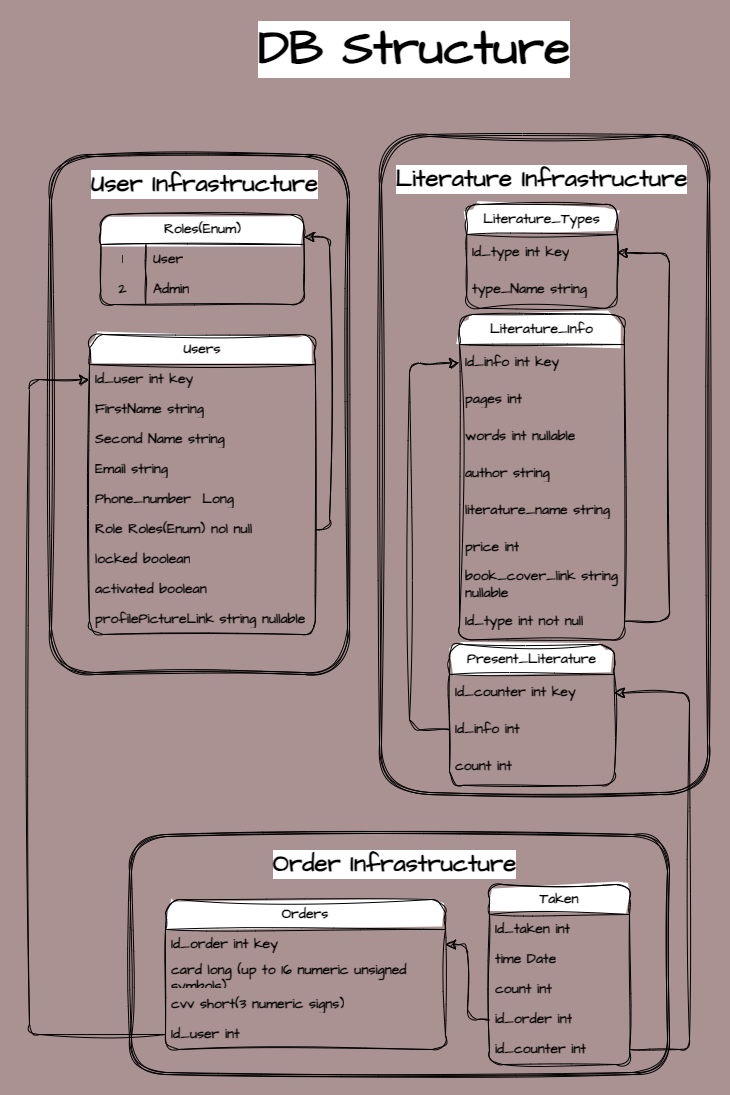 DB Structure
User Infrastructure
Roles(Enum)
1 User
2 Admin
Users
Id_user int key
FirstName string
Second Name string
Email string
Phone_number Long
Role Roles(Enum) not null
locked boolean
activated boolean
profilePictureLink string nullable
Literature Infrastructure
Literature_Types
Id_type int key
type_Name string
Literature_Info
Id_info int key
pages int
words int nullable
author string
literature_name string
price int
book_cover_link string
nullable
Id_type int not null
Present_Literature
Id_counter int key
Id_info int
count int
Order Infrastructure
Orders
Id_order int key
card long (up to 16 numeric unsigned
symbols)
cvv short(3 numeric signs)
Id_user int
Taken
Id_taken int
time Date
count int
id_order int
id_counter int